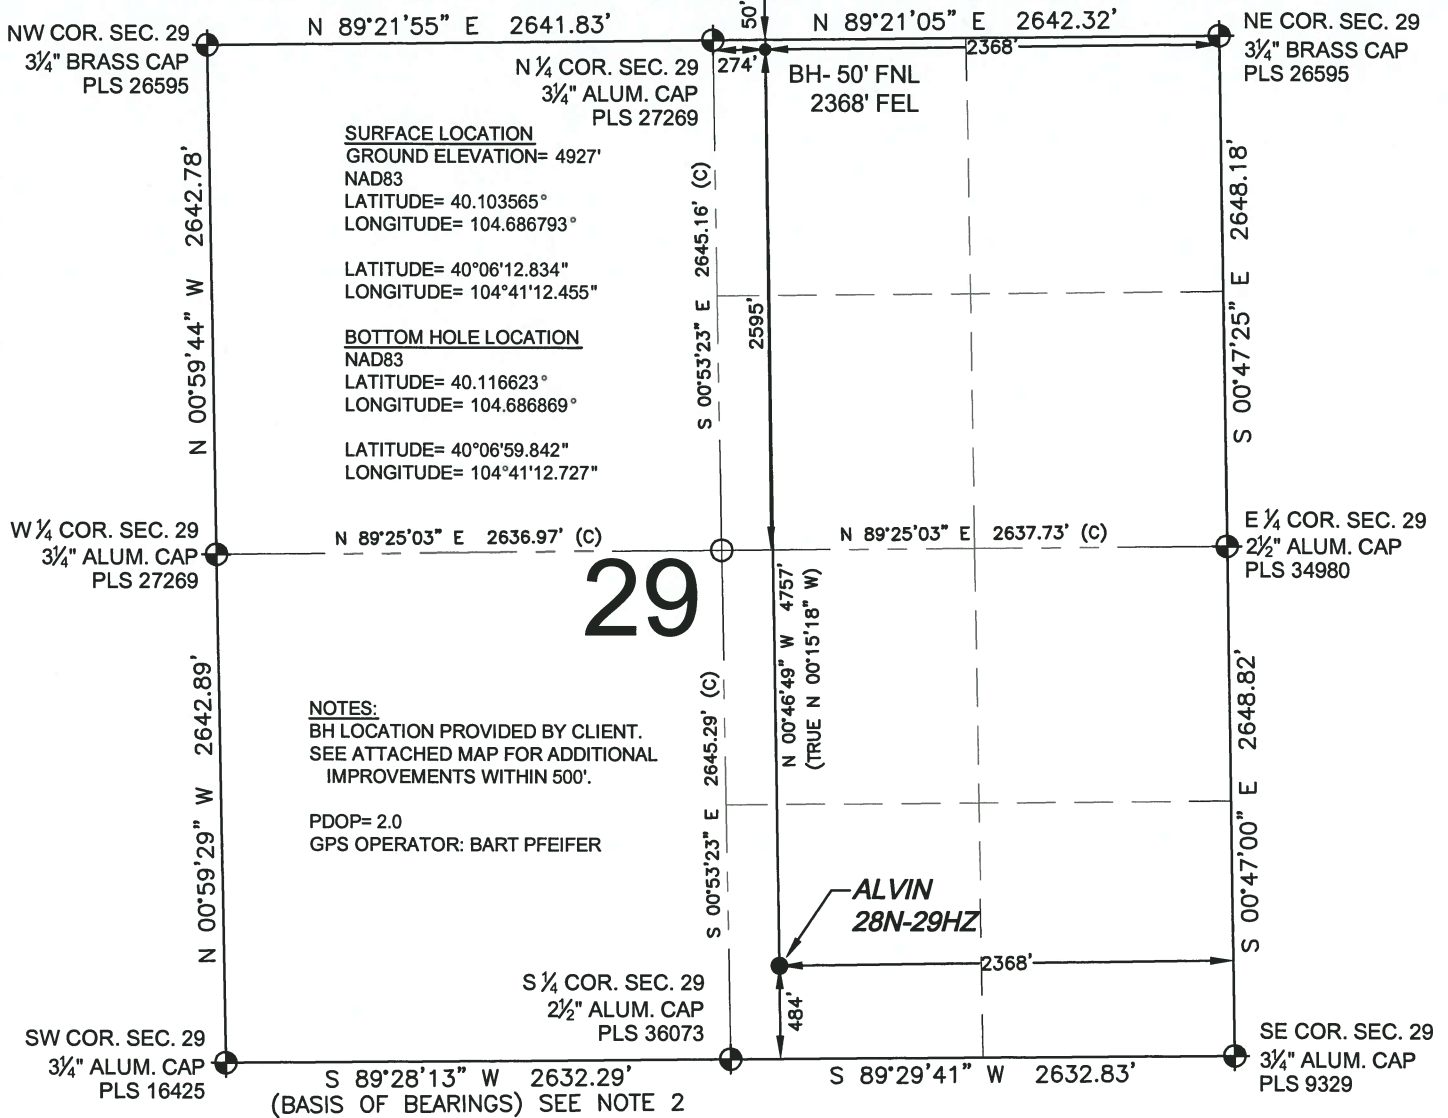 N 89°21'55" E 2641.83'
50'
N 89°21'05" E 2642.32'
NW COR. SEC. 29
3¼" BRASS CAP
PLS 26595
NE COR. SEC. 29
3¼" BRASS CAP
PLS 26595
N ¼ COR. SEC. 29
3¼" ALUM. CAP
PLS 27269
274'
2368'
BH- 50' FNL
2368' FEL
SURFACE LOCATION
GROUND ELEVATION= 4927'
NAD83
LATITUDE= 40.103565°
LONGITUDE= 104.686793°
LATITUDE= 40°06'12.834"
LONGITUDE= 104°41'12.455"
BOTTOM HOLE LOCATION
NAD83
LATITUDE= 40.116623°
LONGITUDE= 104.686869°
LATITUDE= 40°06'59.842"
LONGITUDE= 104°41'12.727"
N 00°59'44" W 2642.78'
S 00°53'23" E 2645.16' (C)
2595'
S 00°47'25" E 2648.18'
W ¼ COR. SEC. 29
3¼" ALUM. CAP
PLS 27269
N 89°25'03" E 2636.97' (C)
N 89°25'03" E 2637.73' (C)
E ¼ COR. SEC. 29
2½" ALUM. CAP
PLS 34980
29
N 00°46'49" W 4757'
(TRUE N 00°15'18" W)
N 00°59'29" W 2642.89'
S 00°53'23" E 2645.29' (C)
S 00°47'00" E 2648.82'
NOTES:
BH LOCATION PROVIDED BY CLIENT.
SEE ATTACHED MAP FOR ADDITIONAL
IMPROVEMENTS WITHIN 500'.
PDOP= 2.0
GPS OPERATOR: BART PFEIFER
ALVIN
28N-29HZ
2368'
484'
S ¼ COR. SEC. 29
2½" ALUM. CAP
PLS 36073
SW COR. SEC. 29
3¼" ALUM. CAP
PLS 16425
SE COR. SEC. 29
3¼" ALUM. CAP
PLS 9329
S 89°28'13" W 2632.29'
(BASIS OF BEARINGS) SEE NOTE 2
S 89°29'41" W 2632.83'